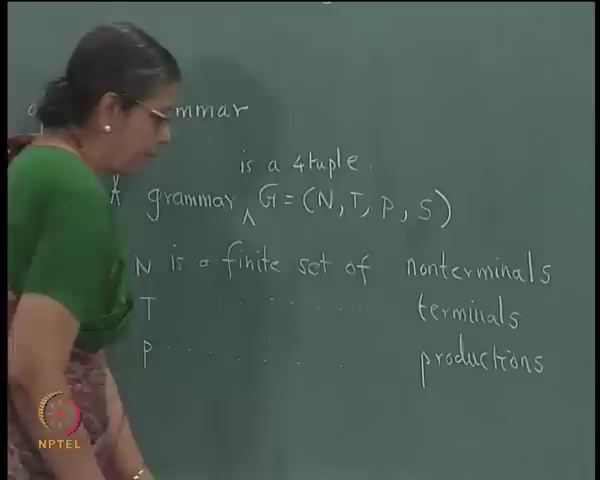 mmar
is a 4tuple.
A grammar ^ G = (N, T, P, S)
N is a finite set of nonterminals
T ........ terminals
P ........ productions
NPTEL